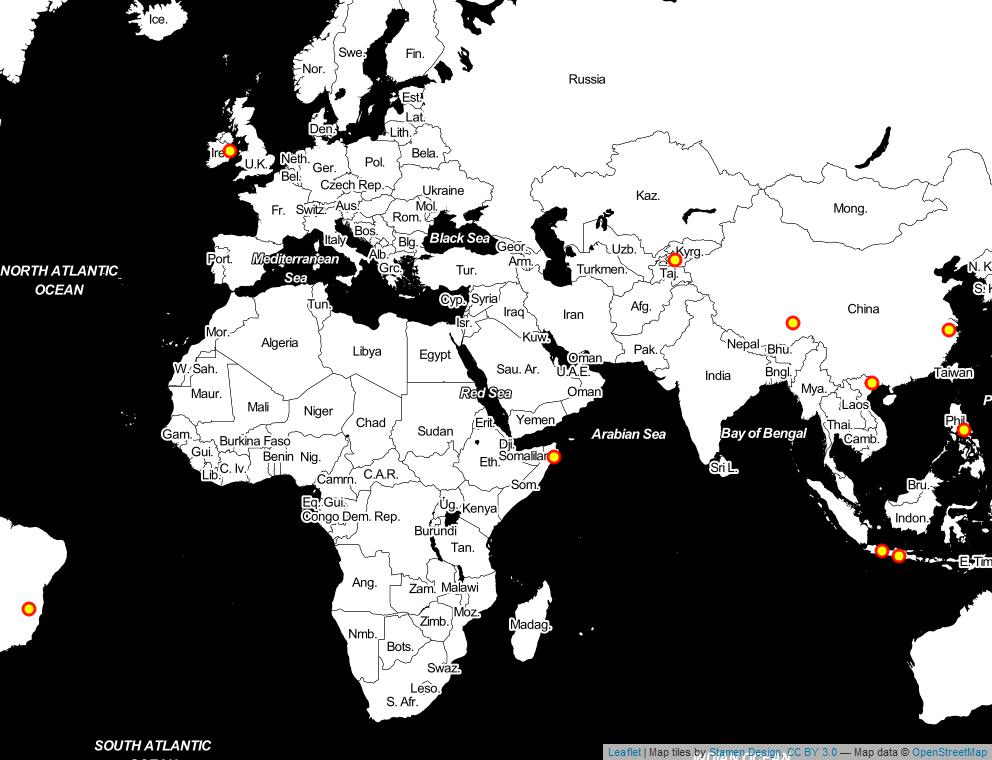 Ice.
Swe.
Fin.
Nor.
Russia
Est.
Lat.
Den.
Lith.
Ire.
U.K.
Neth.
Bela.
Bel.
Ger.
Pol.
Czech Rep.
Ukraine
Kaz.
Fr.
Switz.
Aus.
Mol.
Mong.
Rom.
Bos.
Italy
Blg.
Black Sea
Geor.
Uzb.
Kyrg.
Port.
Mediterranean
Sea
Alb.
Grc.
Arm.
Tur.
Turkmen.
Taj.
NORTH ATLANTIC
OCEAN
N. K
S. K
Tun.
Cyp.
Syria
Iraq
Iran
Afg.
China
Isr.
Mor.
Algeria
Libya
Egypt
Kuw.
Pak.
Nepal
Bhu.
Oman
U.A.E.
W. Sah.
Sau. Ar.
India
Bngl.
Taiwan
Maur.
Red Sea
Oman
Mya.
P
Mali
Niger
Chad
Laos
Gam.
Burkina Faso
Sudan
Erit.
Yemen
Arabian Sea
Bay of Bengal
Thai.
Camb.
Phil.
Gui.
Benin
Nig.
Dji.
Somalilan
Eth.
Lib.
C. Iv.
Camrn.
C.A.R.
Som.
Sri L.
Bru.
Eq. Gui.
Congo
Dem. Rep.
Ug.
Kenya
Indon.
Burundi
Tan.
E. Tim
Ang.
Zam.
Malawi
Moz.
Zimb.
Madag.
Nmb.
Bots.
Swaz.
Leso.
S. Afr.
SOUTH ATLANTIC
OCEAN
INDIAN OCEAN
Leaflet | Map tiles by Stamen Design, CC BY 3.0 — Map data © OpenStreetMap